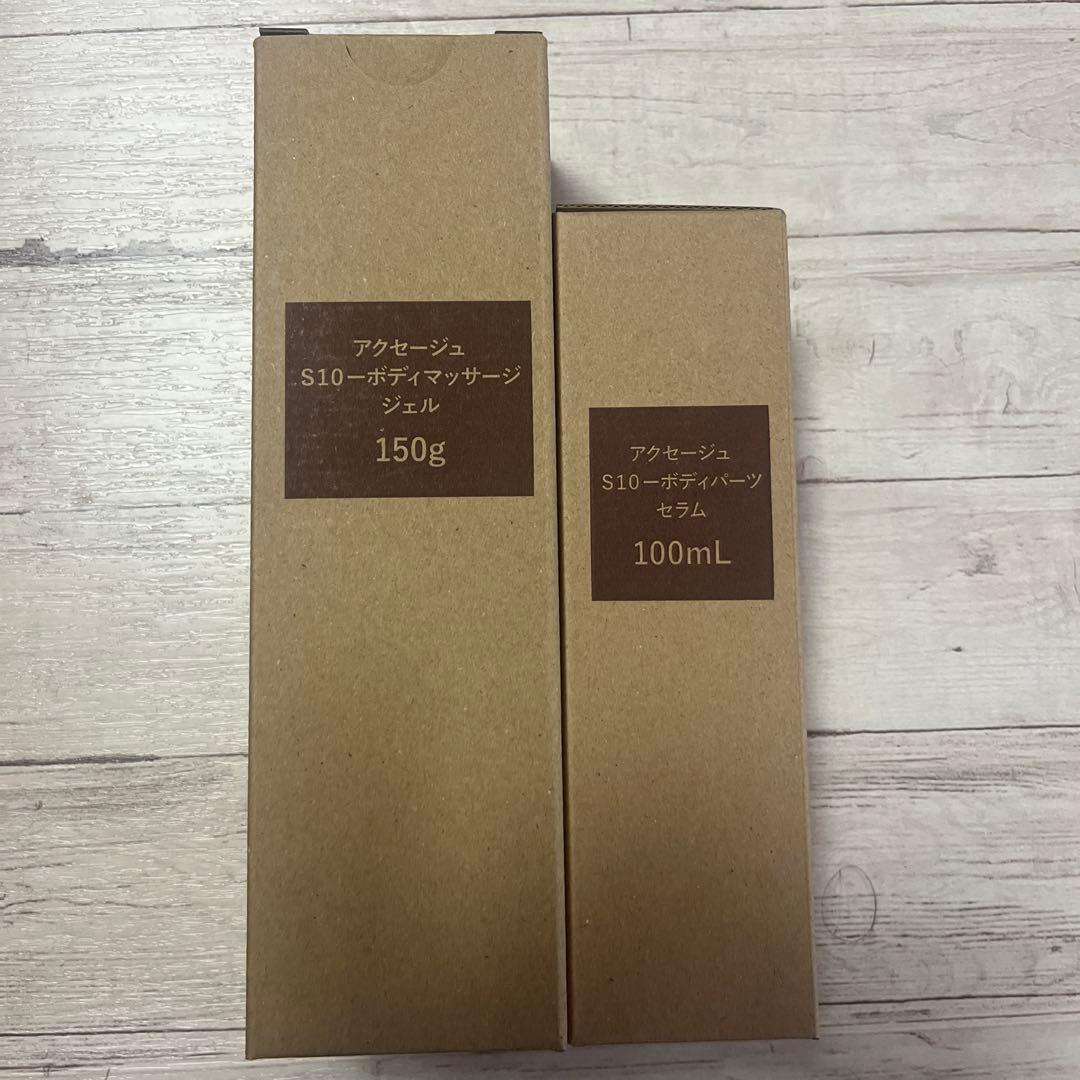 アクセージュ
S10ーボディマッサージ
ジェル
150g
アクセージュ
S10ーボディパーツ
セラム
100mL